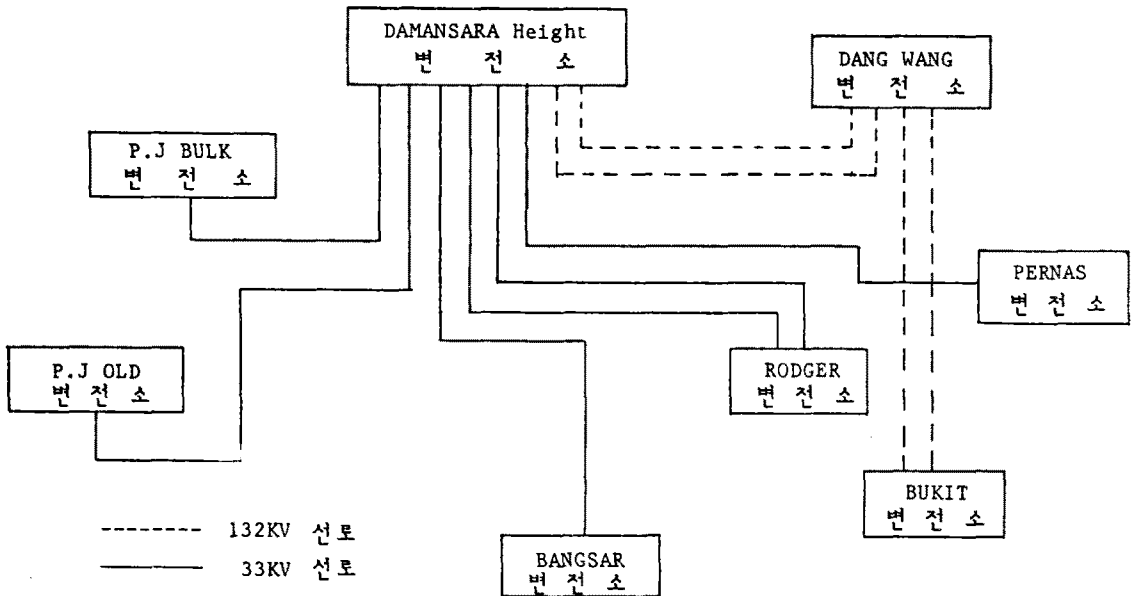 DAMANSARA Height
변 전 소
DANG WANG
변 전 소
P.J BULK
변 전 소
PERNAS
변 전 소
P.J OLD
변 전 소
RODGER
변 전 소
BUKIT
변 전 소
132KV 선로
BANGSAR
변 전 소
33KV 선로